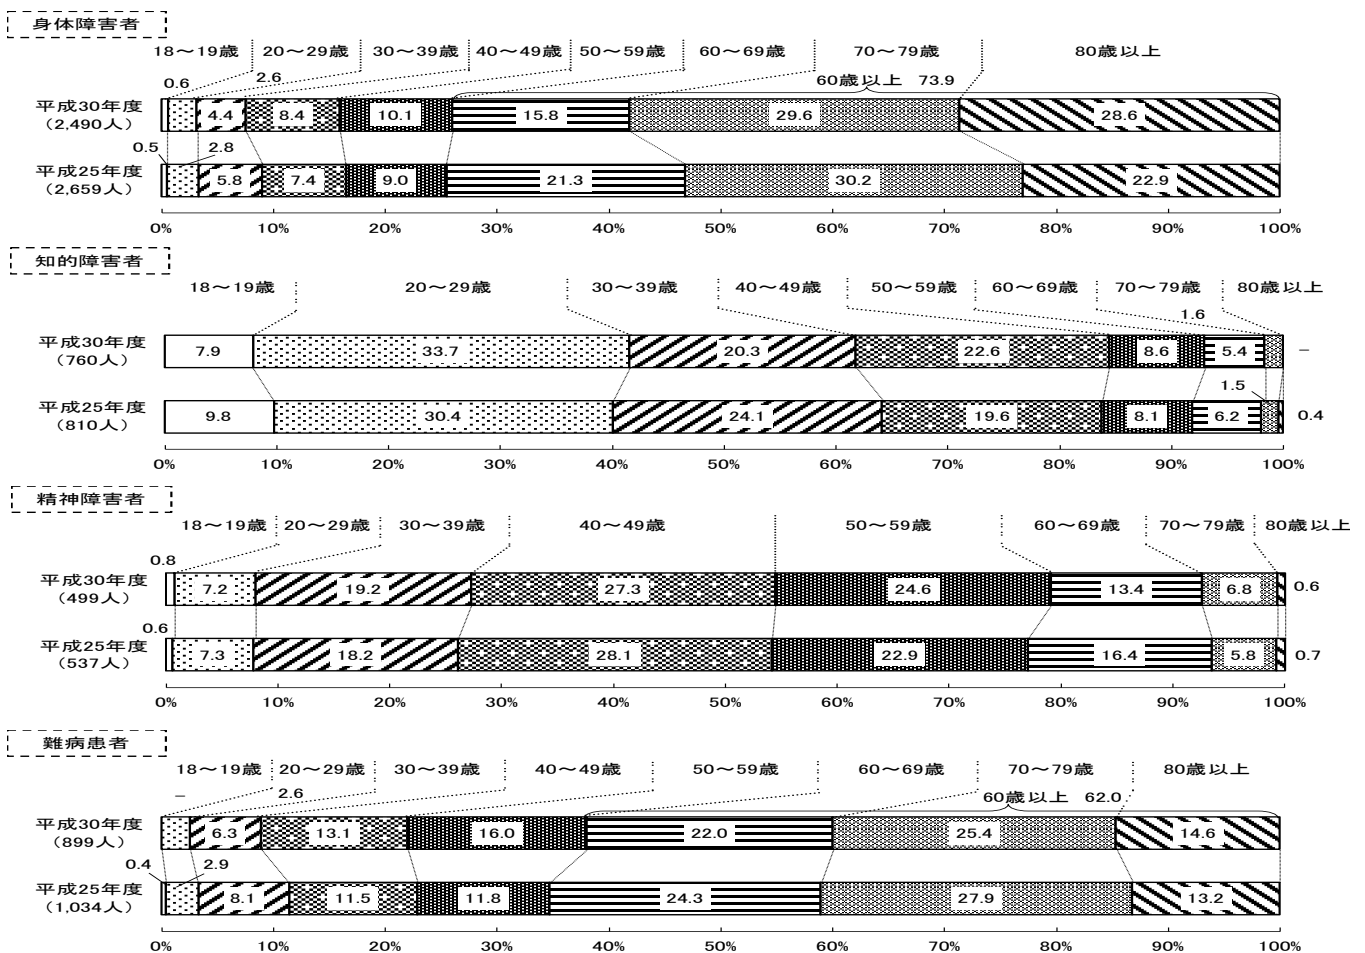 身体障害者
18～19歳 20～29歳 30～39歳 40～49歳 50～59歳 60～69歳 70～79歳 80歳以上
0.6 2.6 60歳以上 73.9
平成30年度
(2,490人)
4.4 8.4 10.1 15.8 29.6 28.6
0.5 2.8
平成25年度
(2,659人)
5.8 7.4 9.0 21.3 30.2 22.9
0% 10% 20% 30% 40% 50% 60% 70% 80% 90% 100%
知的障害者
18～19歳 20～29歳 30～39歳 40～49歳 50～59歳 60～69歳 70～79歳 80歳以上
1.6
平成30年度
(760人)
7.9 33.7 20.3 22.6 8.6 5.4 －
1.5
平成25年度
(810人)
9.8 30.4 24.1 19.6 8.1 6.2 0.4
0% 10% 20% 30% 40% 50% 60% 70% 80% 90% 100%
精神障害者
18～19歳 20～29歳 30～39歳 40～49歳 50～59歳 60～69歳 70～79歳 80歳以上
0.8
平成30年度
(499人)
7.2 19.2 27.3 24.6 13.4 6.8 0.6
0.6
平成25年度
(537人)
7.3 18.2 28.1 22.9 16.4 5.8 0.7
0% 10% 20% 30% 40% 50% 60% 70% 80% 90% 100%
難病患者
18～19歳 20～29歳 30～39歳 40～49歳 50～59歳 60～69歳 70～79歳 80歳以上
－ 2.6 60歳以上 62.0
平成30年度
(899人)
6.3 13.1 16.0 22.0 25.4 14.6
0.4 2.9
平成25年度
(1,034人)
8.1 11.5 11.8 24.3 27.9 13.2
0% 10% 20% 30% 40% 50% 60% 70% 80% 90% 100%